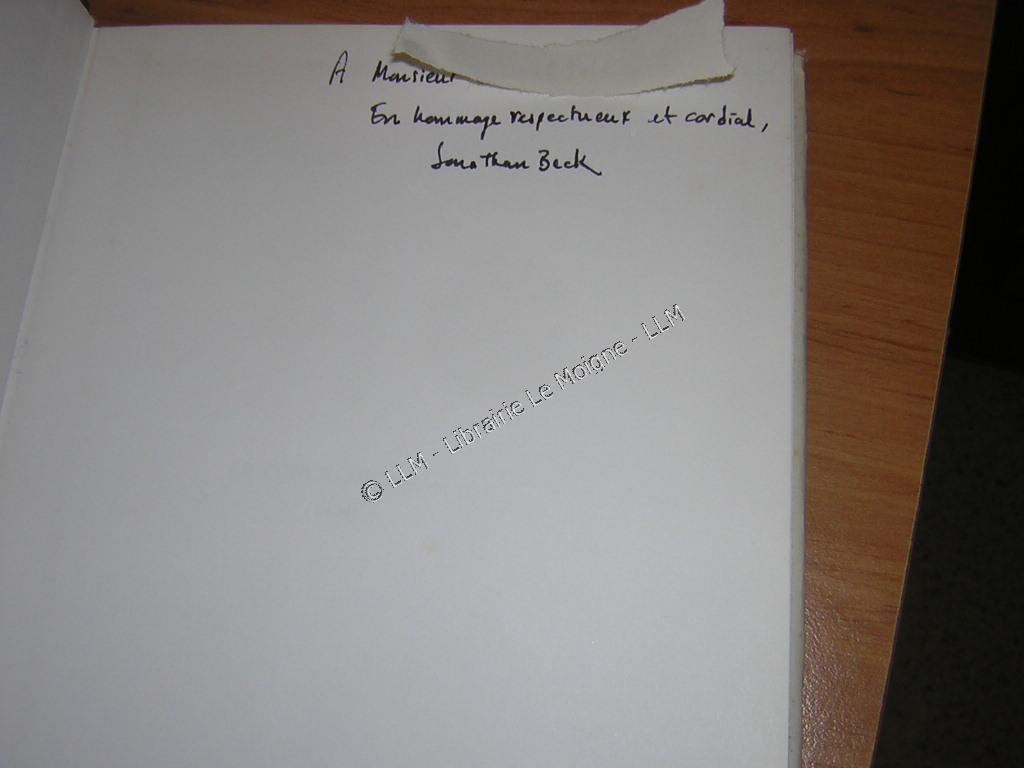 A Monsieur
En hommage respectueux et cordial,
Jonathan Beck
© LLM - Librairie Le Moigne - LLM